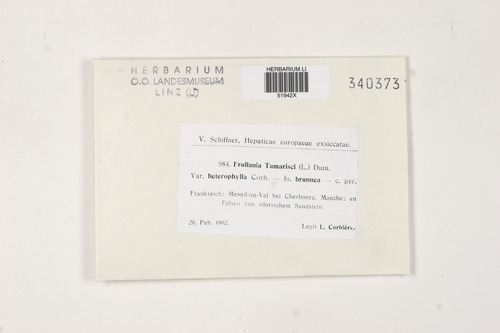 HERBARIUM
O.Ö. LANDESMUSEUM
LINZ (LI)
HERBARIUM LI
51942X
340373
V. Schiffner, Hepaticae europaeae exsiccatae.
984. Frullania Tamarisci (L.) Dum.
Var. heterophylla Corb. — fo. brunnea — c. per.
Frankreich: Mesnil-au-Val bei Cherbourg, Manche; an
Felsen von silurischem Sandstein.
26. Feb. 1902.
Legit L. Corbière.